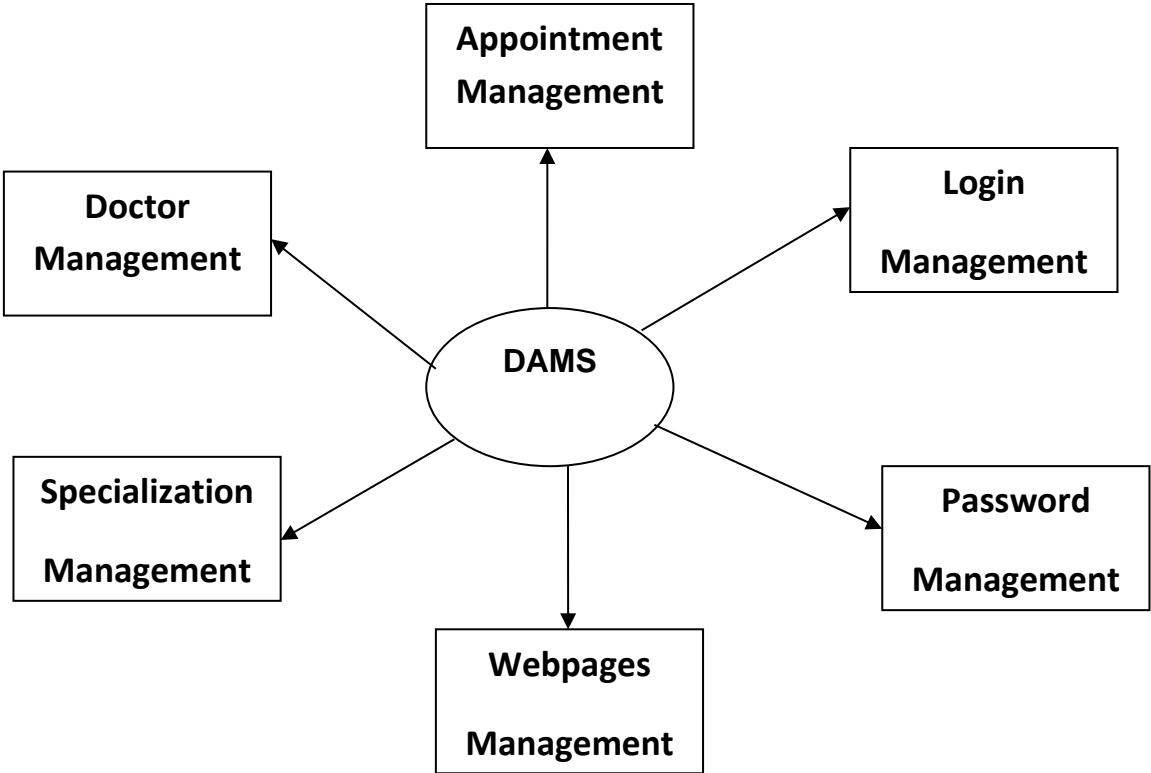 Appointment
Management
Login
Management
Doctor
Management
DAMS
Specialization
Management
Password
Management
Webpages
Management